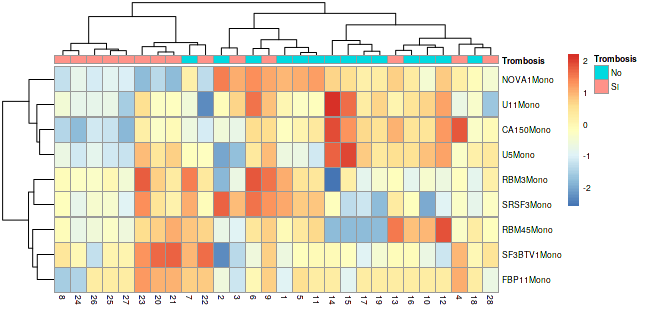 Trombosis
NOVA1Mono
U11Mono
CA150Mono
U5Mono
RBM3Mono
SRSF3Mono
RBM45Mono
SF3BTV1Mono
FBP11Mono
8 24 26 25 27 23 20 21 7 22 2 3 6 9 1 5 11 14 15 17 19 13 16 10 12 4 18 28
2
1
0
-1
-2
Trombosis
No
SI